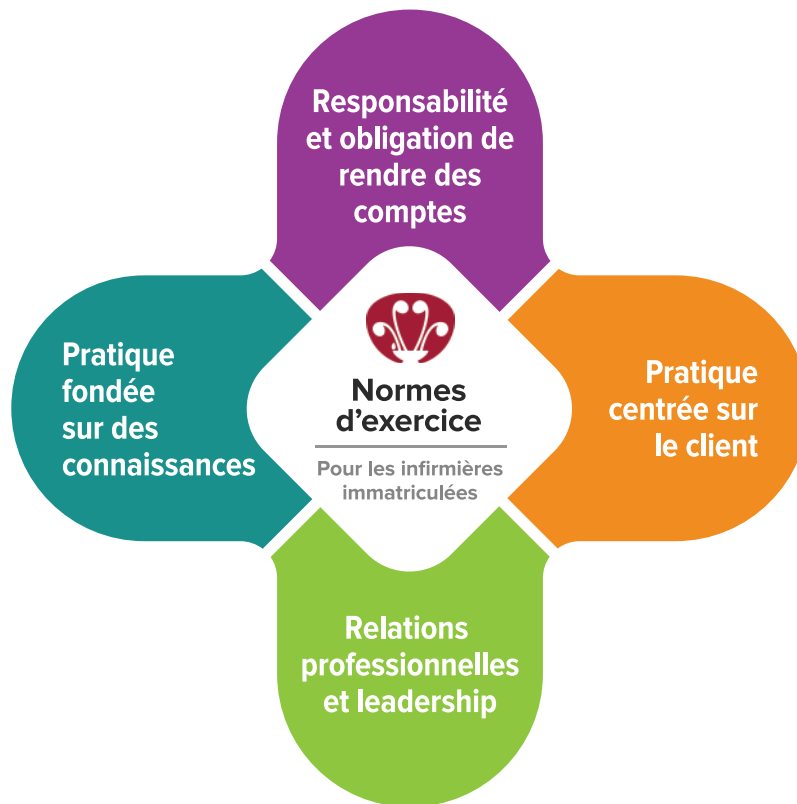 Responsabilité
et obligation de
rendre des
comptes
Pratique
fondée
sur des
connaissances
Normes
d'exercice
Pour les infirmières
immatriculées
Pratique
centrée sur
le client
Relations
professionnelles
et leadership